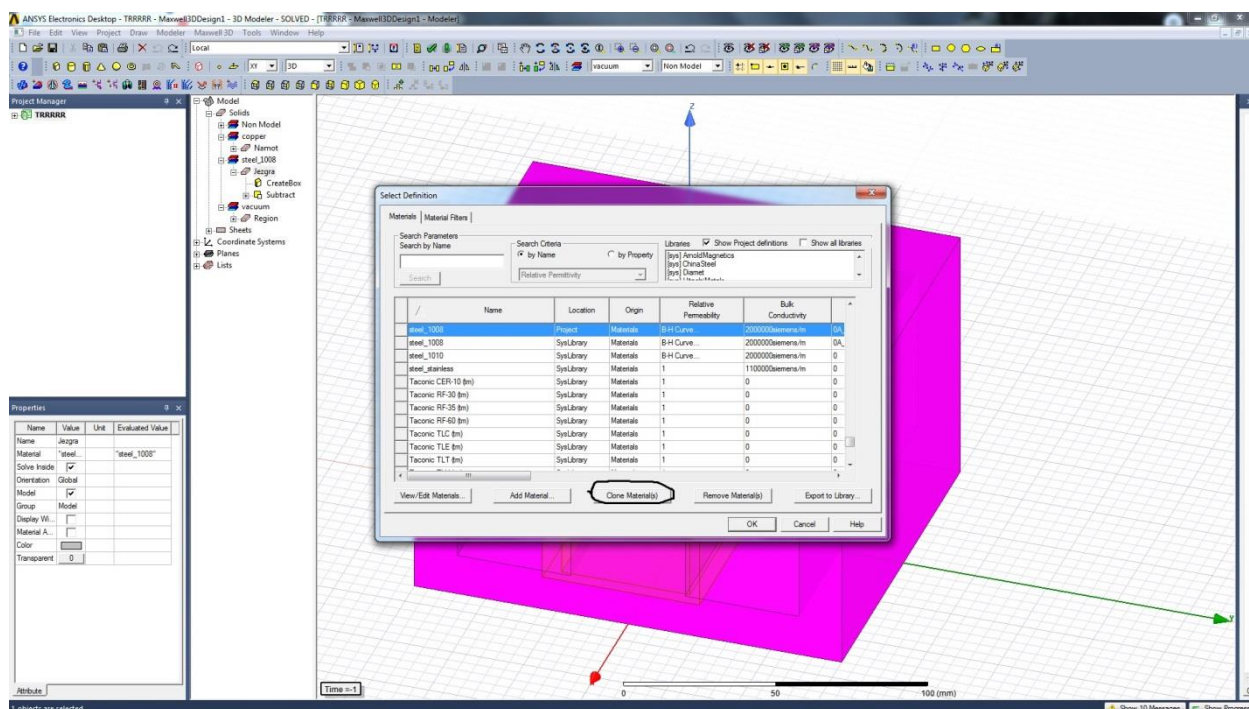 ANSYS Electronics Desktop - TRRRRR - Maxwell3DDesign1 - 3D Modeler - SOLVED - [TRRRRR - Maxwell3DDesign1 - Modeler]
File Edit View Project Draw Modeler Maxwell 3D Tools Window Help
Local
XY 3D vacuum Non Model
Project Manager
TRRRRR
Model
Solids
Non Model
copper
Namot
steel_1008
Jezgra
CreateBox
Subtract
vacuum
Region
Sheets
Coordinate Systems
Planes
Lists
Properties
Name Value Unit Evaluated Value
Name Jezgra
Material "steel... "steel_1008"
Solve Inside
Orientation Global
Model
Group Model
Display Wi...
Material A...
Color
Transparent 0
Attribute
Z
Select Definition
Materials Material Filters
Search Parameters
Search by Name
Search
Search Criteria
by Name by Property
Relative Permittivity
Libraries Show Project definitions Show all libraries
[sys] ArnoldMagnetics
[sys] ChinaSteel
[sys] Diamet
/ Name Location Origin Relative Permeability Bulk Conductivity
steel_1008 Project Materials B-H Curve... 2000000siemens/m 0A_
steel_1008 SysLibrary Materials B-H Curve... 2000000siemens/m 0A_
steel_1010 SysLibrary Materials B-H Curve... 2000000siemens/m 0
steel_stainless SysLibrary Materials 1 1100000siemens/m 0
Taconic CER-10 (tm) SysLibrary Materials 1 0 0
Taconic RF-30 (tm) SysLibrary Materials 1 0 0
Taconic RF-35 (tm) SysLibrary Materials 1 0 0
Taconic RF-60 (tm) SysLibrary Materials 1 0 0
Taconic TLC (tm) SysLibrary Materials 1 0 0
Taconic TLE (tm) SysLibrary Materials 1 0 0
Taconic TLT (tm) SysLibrary Materials 1 0 0
View/Edit Materials... Add Material... Clone Material(s) Remove Material(s) Export to Library...
OK Cancel Help
Y
Time =-1
0 50 100 (mm)
1 objects are selected
Show 10 Messages Show Progress